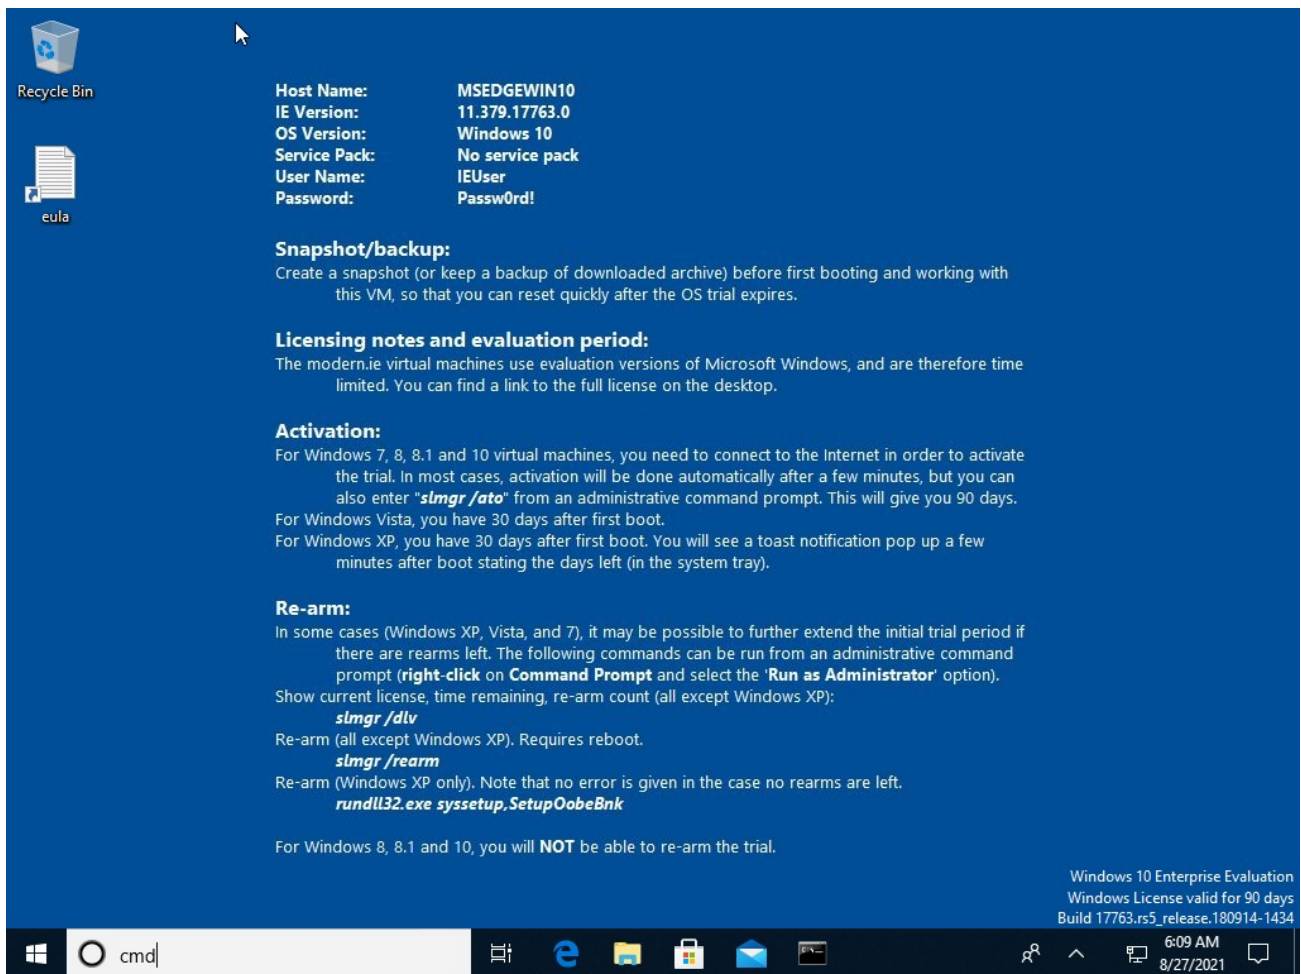 Recycle Bin
eula
Host Name: MSEDGEWIN10
IE Version: 11.379.17763.0
OS Version: Windows 10
Service Pack: No service pack
User Name: IEUser
Password: Passw0rd!
Snapshot/backup:
Create a snapshot (or keep a backup of downloaded archive) before first booting and working with
this VM, so that you can reset quickly after the OS trial expires.
Licensing notes and evaluation period:
The modern.ie virtual machines use evaluation versions of Microsoft Windows, and are therefore time
limited. You can find a link to the full license on the desktop.
Activation:
For Windows 7, 8, 8.1 and 10 virtual machines, you need to connect to the Internet in order to activate
the trial. In most cases, activation will be done automatically after a few minutes, but you can
also enter "slmgr /ato" from an administrative command prompt. This will give you 90 days.
For Windows Vista, you have 30 days after first boot.
For Windows XP, you have 30 days after first boot. You will see a toast notification pop up a few
minutes after boot stating the days left (in the system tray).
Re-arm:
In some cases (Windows XP, Vista, and 7), it may be possible to further extend the initial trial period if
there are rearms left. The following commands can be run from an administrative command
prompt (right-click on Command Prompt and select the 'Run as Administrator' option).
Show current license, time remaining, re-arm count (all except Windows XP):
slmgr /dlv
Re-arm (all except Windows XP). Requires reboot.
slmgr /rearm
Re-arm (Windows XP only). Note that no error is given in the case no rearms are left.
rundll32.exe syssetup,SetupOobeBnk
For Windows 8, 8.1 and 10, you will NOT be able to re-arm the trial.
Windows 10 Enterprise Evaluation
Windows License valid for 90 days
Build 17763.rs5_release.180914-1434
cmd
6:09 AM
8/27/2021